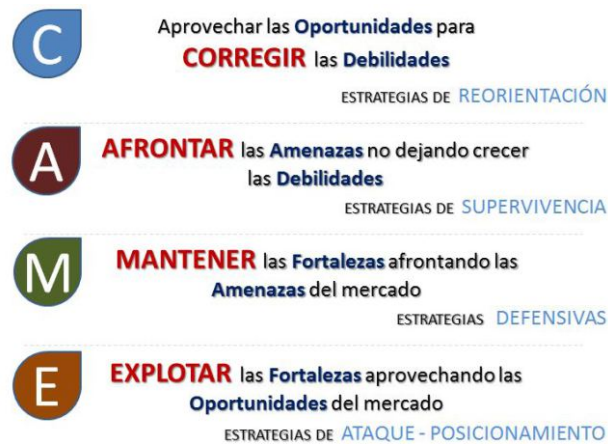 C
Aprovechar las Oportunidades para
CORREGIR las Debilidades
ESTRATEGIAS DE REORIENTACIÓN
A
AFRONTAR las Amenazas no dejando crecer
las Debilidades
ESTRATEGIAS DE SUPERVIVENCIA
M
MANTENER las Fortalezas afrontando las
Amenazas del mercado
ESTRATEGIAS DEFENSIVAS
E
EXPLOTAR las Fortalezas aprovechando las
Oportunidades del mercado
ESTRATEGIAS DE ATAQUE - POSICIONAMIENTO